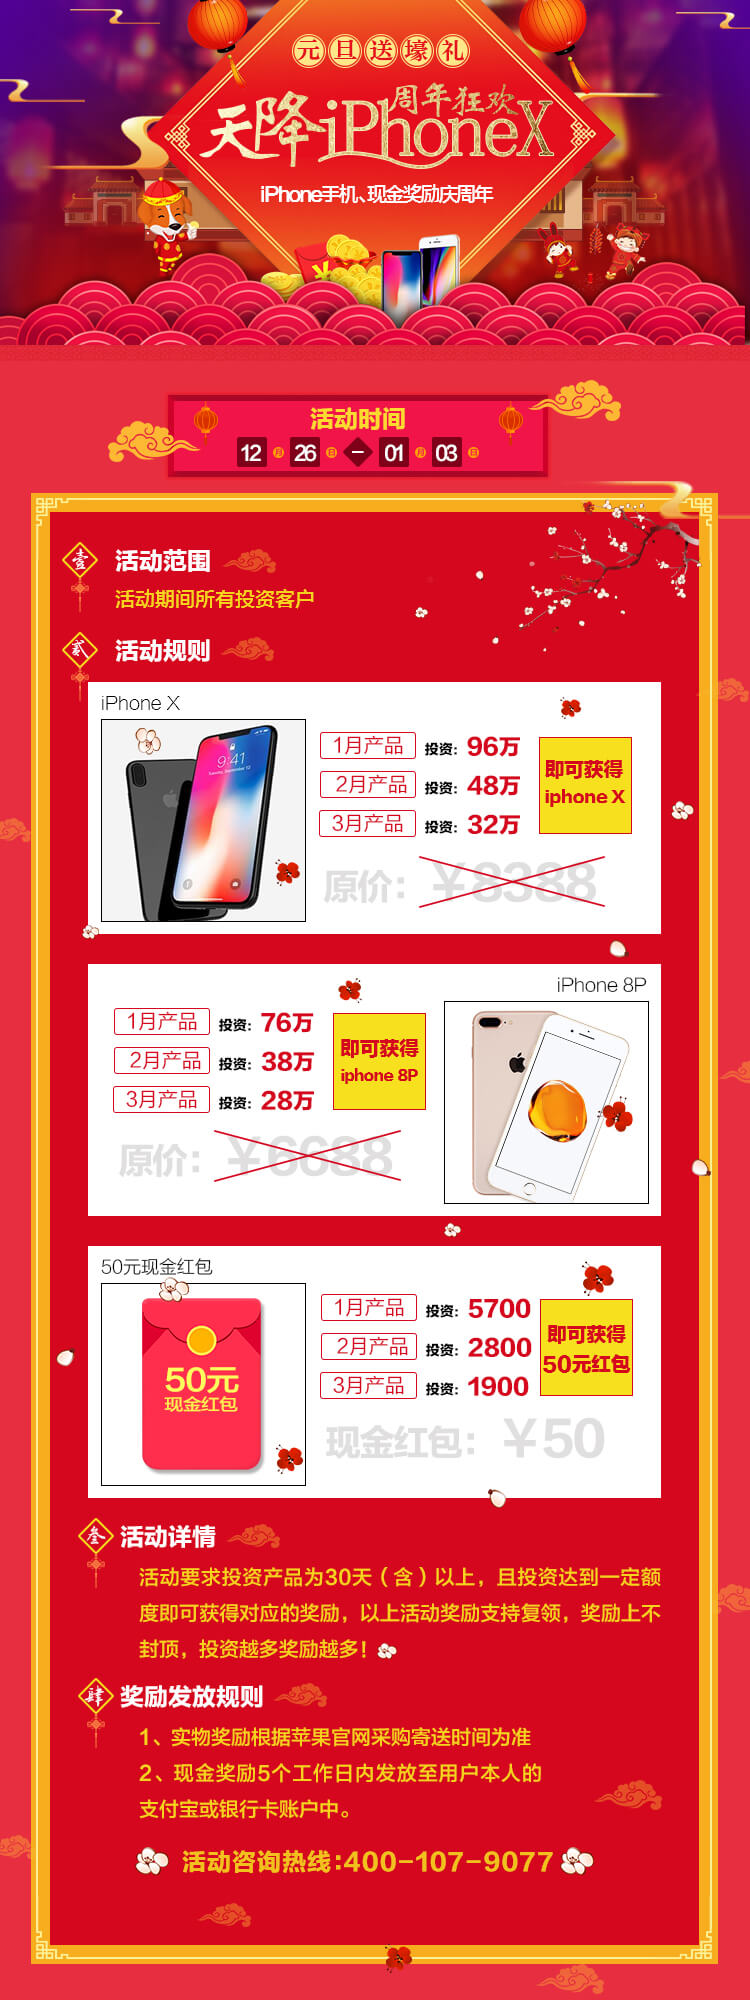 元旦送壕礼
周年狂欢
天降iPhoneX
iPhone手机、现金奖励庆周年
¥
活动时间
12月26日－01月03日
壹 活动范围
活动期间所有投资客户
贰 活动规则
iPhone X
9:41
Tuesday, September 12
1月产品 投资：96万
2月产品 投资：48万
3月产品 投资：32万
即可获得
iphone X
原价：¥8388
iPhone 8P
1月产品 投资：76万
2月产品 投资：38万
3月产品 投资：28万
即可获得
iphone 8P
原价：¥6688
50元现金红包
50元
现金红包
1月产品 投资：5700
2月产品 投资：2800
3月产品 投资：1900
即可获得
50元红包
现金红包：¥50
叁 活动详情
活动要求投资产品为30天（含）以上，且投资达到一定额
度即可获得对应的奖励，以上活动奖励支持复领，奖励上不
封顶，投资越多奖励越多！
肆 奖励发放规则
1、实物奖励根据苹果官网采购寄送时间为准
2、现金奖励5个工作日内发放至用户本人的
支付宝或银行卡账户中。
活动咨询热线:400-107-9077